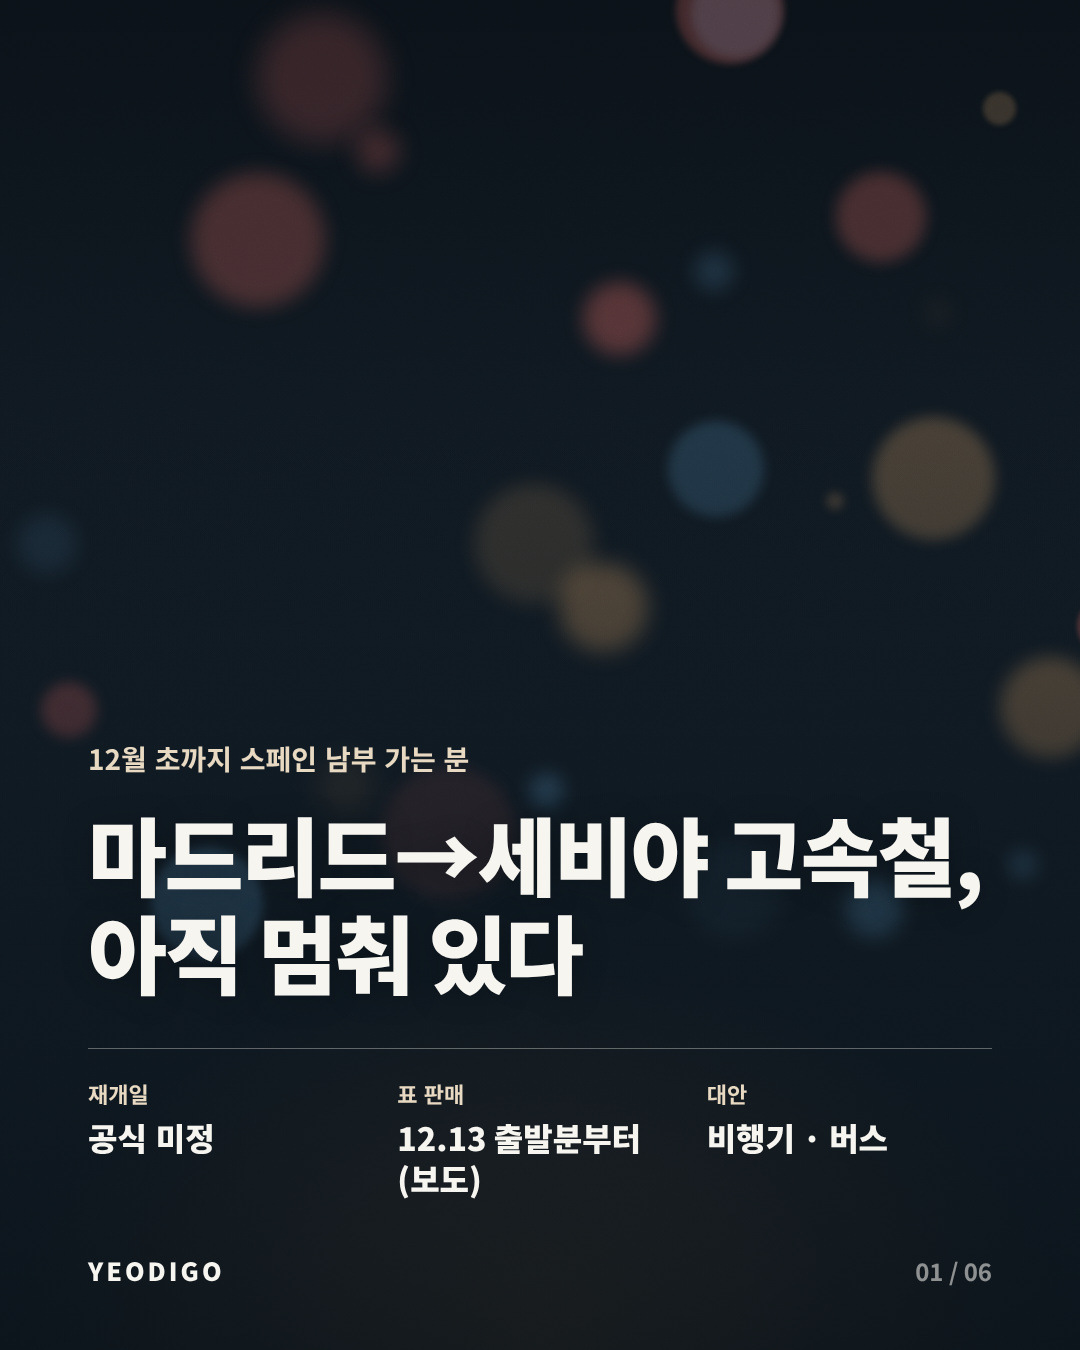 12월 초까지 스페인 남부 가는 분
마드리드→세비야 고속철,
아직 멈춰 있다
재개일
공식 미정
표 판매
12.13 출발분부터
(보도)
대안
비행기 · 버스
YEODIGO
01 / 06